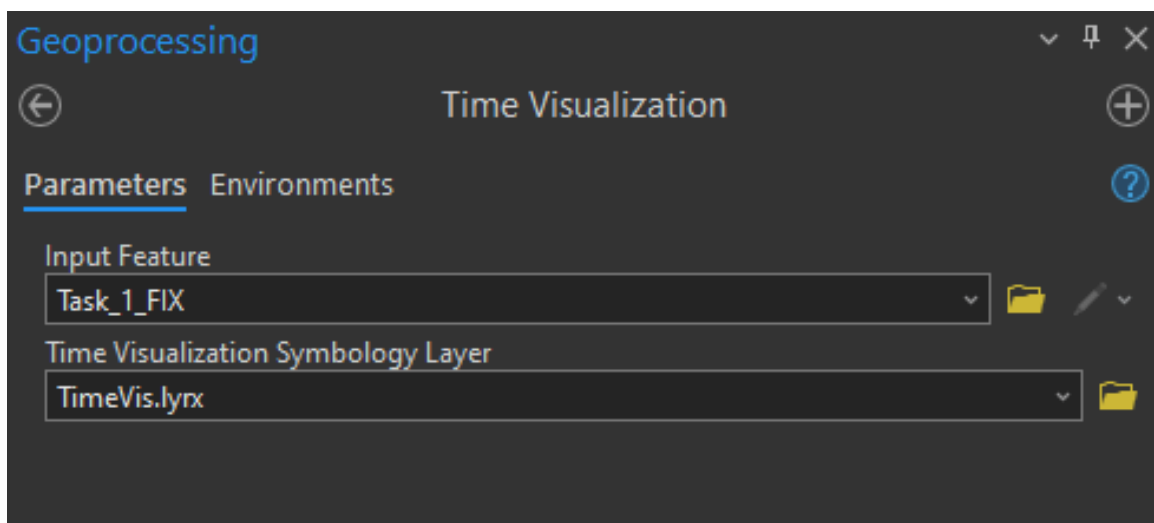 Geoprocessing
Time Visualization
Parameters Environments
Input Feature
Task_1_FIX
Time Visualization Symbology Layer
TimeVis.lyrx